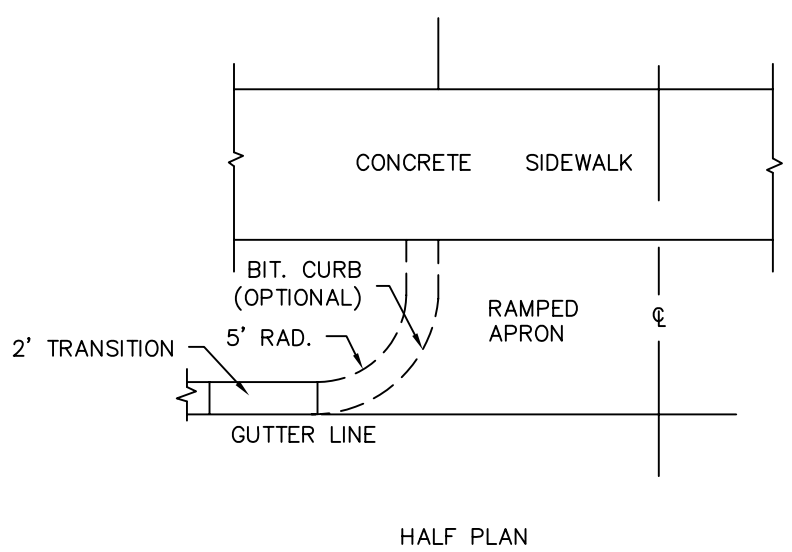 CONCRETE SIDEWALK
BIT. CURB
(OPTIONAL)
5' RAD.
2' TRANSITION
RAMPED
APRON
℄
GUTTER LINE
HALF PLAN